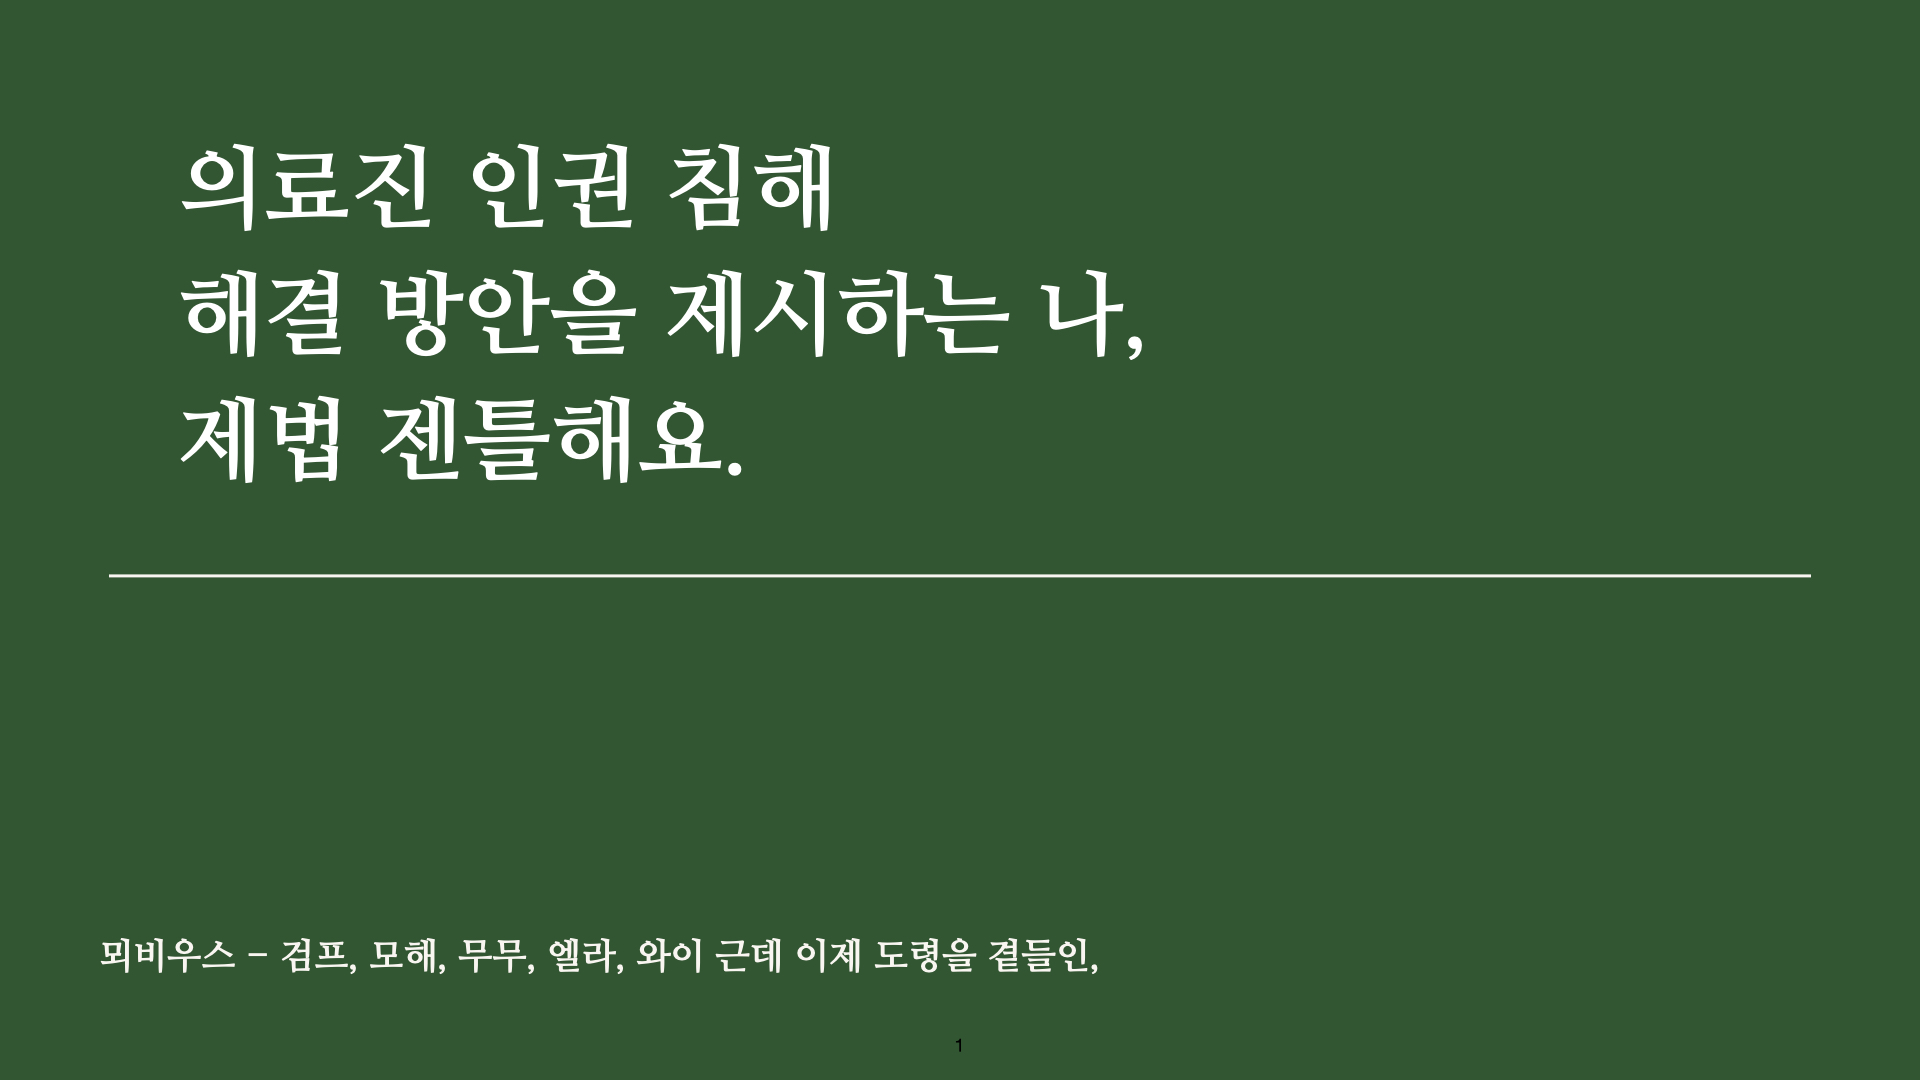 의료진 인권 침해
해결 방안을 제시하는 나,
제법 젠틀해요.
뫼비우스 – 검프, 모해, 무무, 엘라, 와이 근데 이제 도령을 곁들인,
1